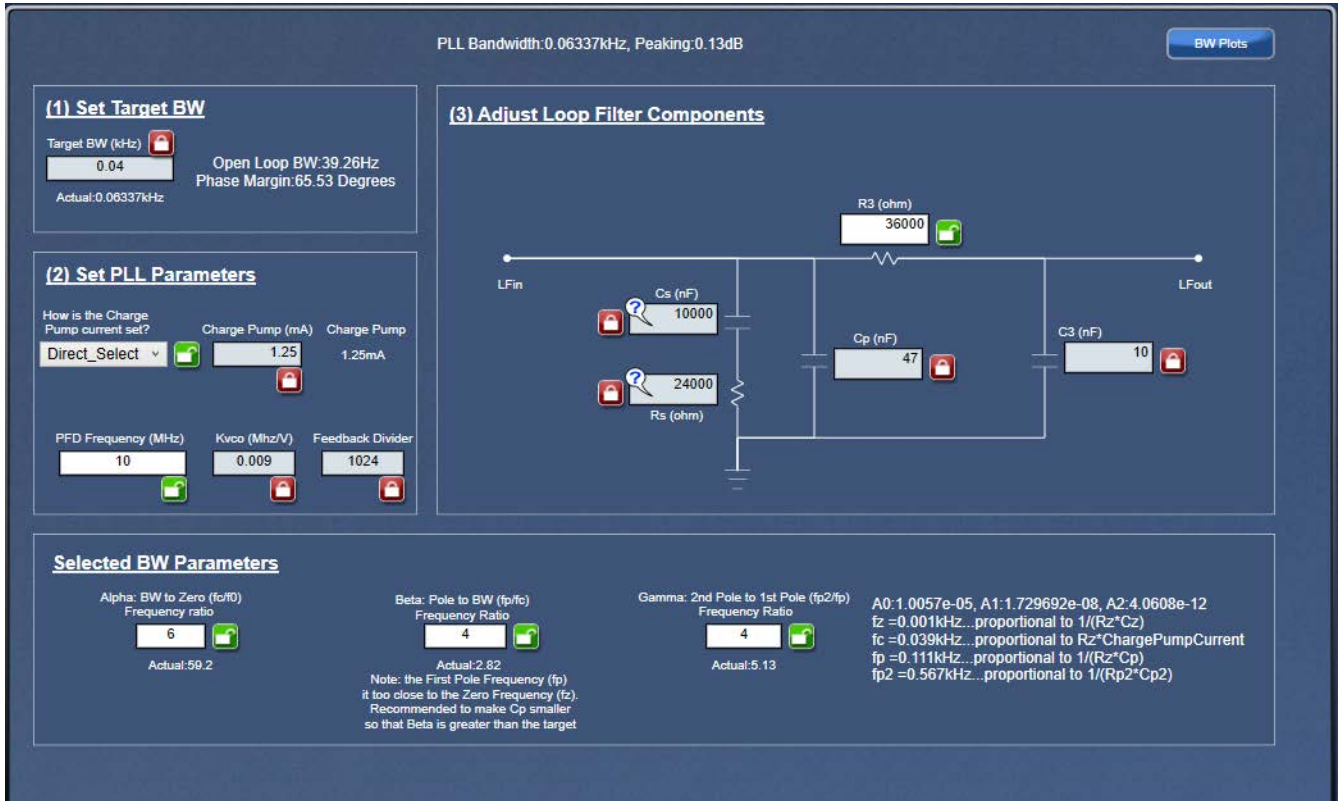 PLL Bandwidth:0.06337kHz, Peaking:0.13dB
BW Plots
(1) Set Target BW
Target BW (kHz)
0.04
Actual:0.06337kHz
Open Loop BW:39.26Hz
Phase Margin:65.53 Degrees
(2) Set PLL Parameters
How is the Charge
Pump current set?
Direct_Select
Charge Pump (mA)
1.25
Charge Pump
1.25mA
PFD Frequency (MHz)
10
Kvco (Mhz/V)
0.009
Feedback Divider
1024
(3) Adjust Loop Filter Components
R3 (ohm)
36000
LFin
LFout
Cs (nF)
?
10000
?
24000
Rs (ohm)
Cp (nF)
47
C3 (nF)
10
Selected BW Parameters
Alpha: BW to Zero (fc/f0)
Frequency ratio
6
Actual:59.2
Beta: Pole to BW (fp/fc)
Frequency Ratio
4
Actual:2.82
Note: the First Pole Frequency (fp)
it too close to the Zero Frequency (fz).
Recommended to make Cp smaller
so that Beta is greater than the target
Gamma: 2nd Pole to 1st Pole (fp2/fp)
Frequency Ratio
4
Actual:5.13
A0:1.0057e-05, A1:1.729692e-08, A2:4.0608e-12
fz =0.001kHz...proportional to 1/(Rz*Cz)
fc =0.039kHz...proportional to Rz*ChargePumpCurrent
fp =0.111kHz...proportional to 1/(Rz*Cp)
fp2 =0.567kHz...proportional to 1/(Rp2*Cp2)